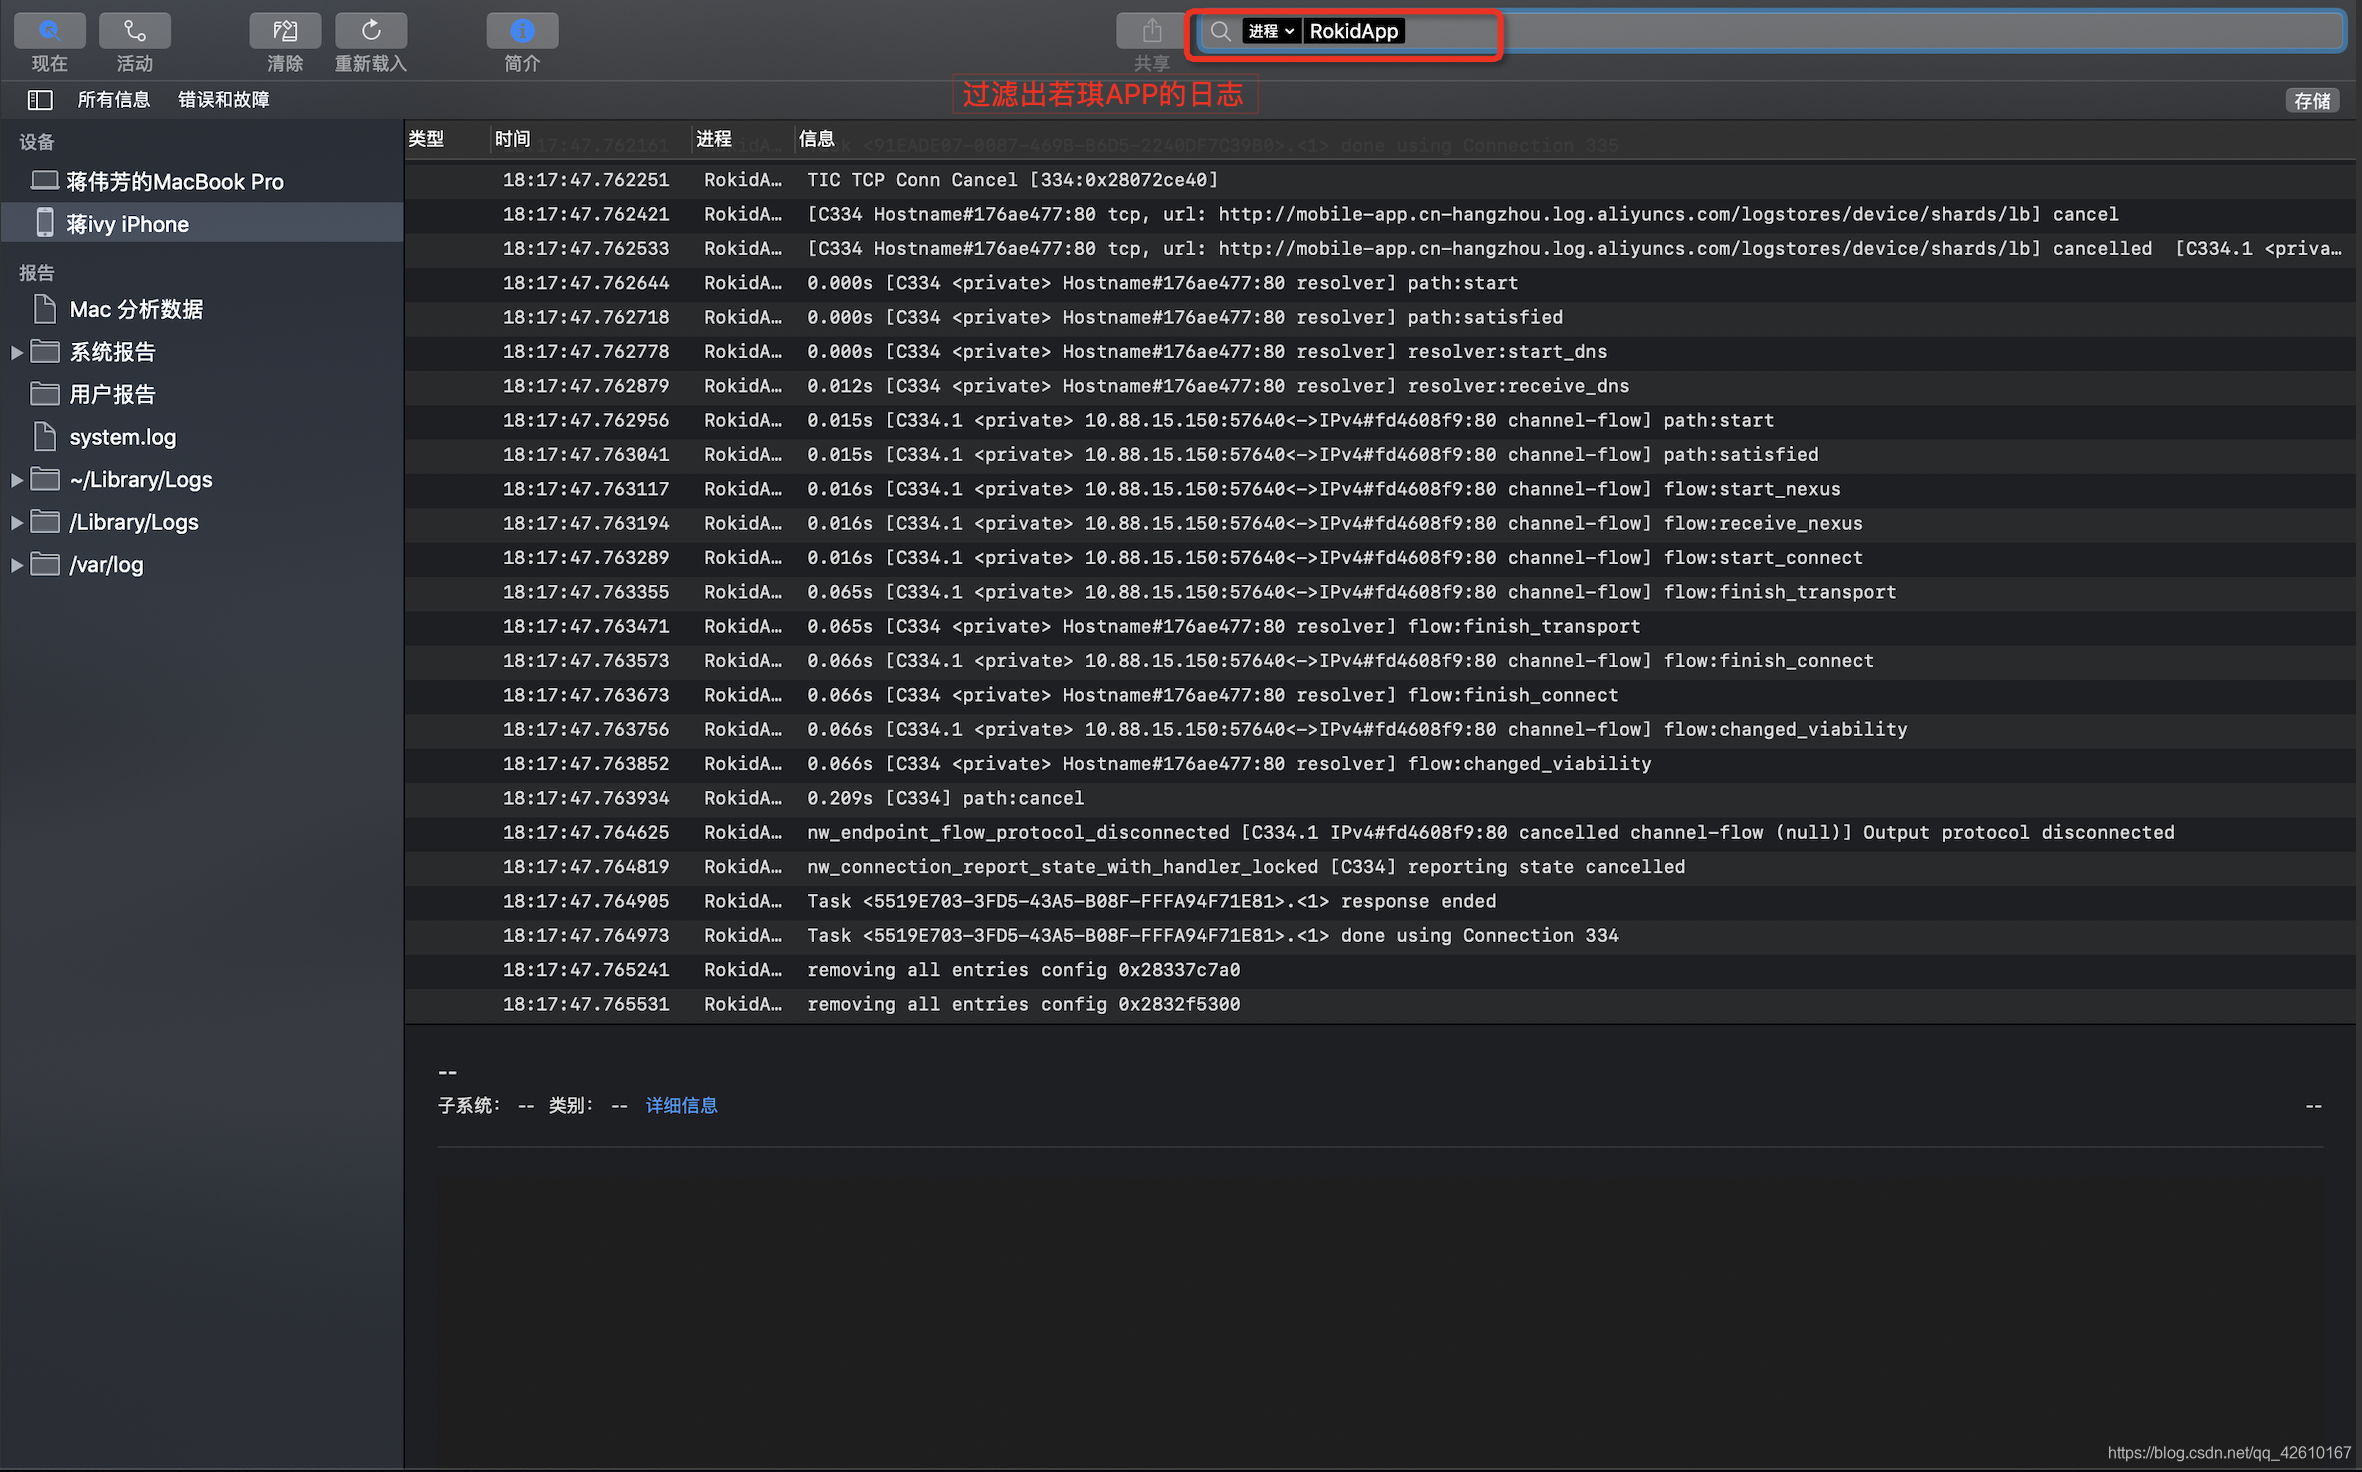 进程 RokidApp
现在 活动 清除 重新载入 简介 共享
过滤出若琪APP的日志
所有信息 错误和故障 存储
设备
蒋伟芳的MacBook Pro
蒋ivy iPhone
报告
Mac 分析数据
系统报告
用户报告
system.log
~/Library/Logs
/Library/Logs
/var/log
类型 时间 进程 信息
17:47.762161 idA… k <91EADE07-0087-469B-B6D5-2240DF7C39B0>.<1> done using Connection 335
18:17:47.762251 RokidA… TIC TCP Conn Cancel [334:0x28072ce40]
18:17:47.762421 RokidA… [C334 Hostname#176ae477:80 tcp, url: http://mobile-app.cn-hangzhou.log.aliyuncs.com/logstores/device/shards/lb] cancel
18:17:47.762533 RokidA… [C334 Hostname#176ae477:80 tcp, url: http://mobile-app.cn-hangzhou.log.aliyuncs.com/logstores/device/shards/lb] cancelled [C334.1 <priva…
18:17:47.762644 RokidA… 0.000s [C334 <private> Hostname#176ae477:80 resolver] path:start
18:17:47.762718 RokidA… 0.000s [C334 <private> Hostname#176ae477:80 resolver] path:satisfied
18:17:47.762778 RokidA… 0.000s [C334 <private> Hostname#176ae477:80 resolver] resolver:start_dns
18:17:47.762879 RokidA… 0.012s [C334 <private> Hostname#176ae477:80 resolver] resolver:receive_dns
18:17:47.762956 RokidA… 0.015s [C334.1 <private> 10.88.15.150:57640<->IPv4#fd4608f9:80 channel-flow] path:start
18:17:47.763041 RokidA… 0.015s [C334.1 <private> 10.88.15.150:57640<->IPv4#fd4608f9:80 channel-flow] path:satisfied
18:17:47.763117 RokidA… 0.016s [C334.1 <private> 10.88.15.150:57640<->IPv4#fd4608f9:80 channel-flow] flow:start_nexus
18:17:47.763194 RokidA… 0.016s [C334.1 <private> 10.88.15.150:57640<->IPv4#fd4608f9:80 channel-flow] flow:receive_nexus
18:17:47.763289 RokidA… 0.016s [C334.1 <private> 10.88.15.150:57640<->IPv4#fd4608f9:80 channel-flow] flow:start_connect
18:17:47.763355 RokidA… 0.065s [C334.1 <private> 10.88.15.150:57640<->IPv4#fd4608f9:80 channel-flow] flow:finish_transport
18:17:47.763471 RokidA… 0.065s [C334 <private> Hostname#176ae477:80 resolver] flow:finish_transport
18:17:47.763573 RokidA… 0.066s [C334.1 <private> 10.88.15.150:57640<->IPv4#fd4608f9:80 channel-flow] flow:finish_connect
18:17:47.763673 RokidA… 0.066s [C334 <private> Hostname#176ae477:80 resolver] flow:finish_connect
18:17:47.763756 RokidA… 0.066s [C334.1 <private> 10.88.15.150:57640<->IPv4#fd4608f9:80 channel-flow] flow:changed_viability
18:17:47.763852 RokidA… 0.066s [C334 <private> Hostname#176ae477:80 resolver] flow:changed_viability
18:17:47.763934 RokidA… 0.209s [C334] path:cancel
18:17:47.764625 RokidA… nw_endpoint_flow_protocol_disconnected [C334.1 IPv4#fd4608f9:80 cancelled channel-flow (null)] Output protocol disconnected
18:17:47.764819 RokidA… nw_connection_report_state_with_handler_locked [C334] reporting state cancelled
18:17:47.764905 RokidA… Task <5519E703-3FD5-43A5-B08F-FFFA94F71E81>.<1> response ended
18:17:47.764973 RokidA… Task <5519E703-3FD5-43A5-B08F-FFFA94F71E81>.<1> done using Connection 334
18:17:47.765241 RokidA… removing all entries config 0x28337c7a0
18:17:47.765531 RokidA… removing all entries config 0x2832f5300
--
子系统： -- 类别： -- 详细信息 --
https://blog.csdn.net/qq_42610167